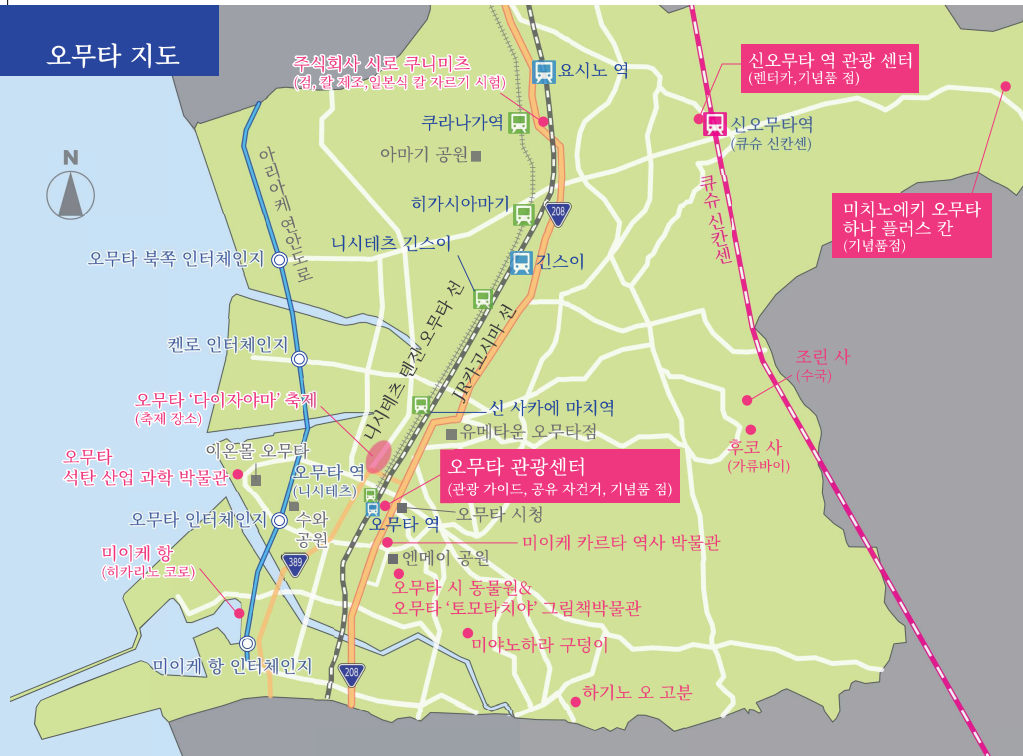 오무타 지도
주식회사 시로 쿠니미츠
(검, 칼 제조,일본식 칼 자르기 시험)
요시노 역
신오무타 역 관광 센터
(렌터카,기념품 점)
쿠라나가역
신오무타역
(큐슈 신칸센)
아마기 공원
N
아리아케 연안도로
큐슈 신칸센
히가시아마기
208
미치노에키 오무타
하나 플러스 칸
(기념품점)
니시테츠 긴스이
오무타 북쪽 인터체인지
긴스이
니시테츠 텐진 오무타 선
JR카고시마 선
켄로 인터체인지
조린 사
(수국)
오무타 ‘다이자야마’ 축제
(축제 장소)
신 사카에 마치역
유메타운 오무타점
후코 사
(가류바이)
오무타
석탄 산업 과학 박물관
이온몰 오무타
오무타 역
(니시테츠)
오무타 관광센터
(관광 가이드, 공유 자전거, 기념품 점)
오무타 인터체인지
수와
공원
오무타 역
오무타 시청
미이케 카르타 역사 박물관
미이케 항
(히카리노 코로)
389
엔메이 공원
오무타 시 동물원&
오무타 ‘토모타치야’ 그림책박물관
미야노하라 구덩이
미이케 항 인터체인지
208
하기노 오 고분